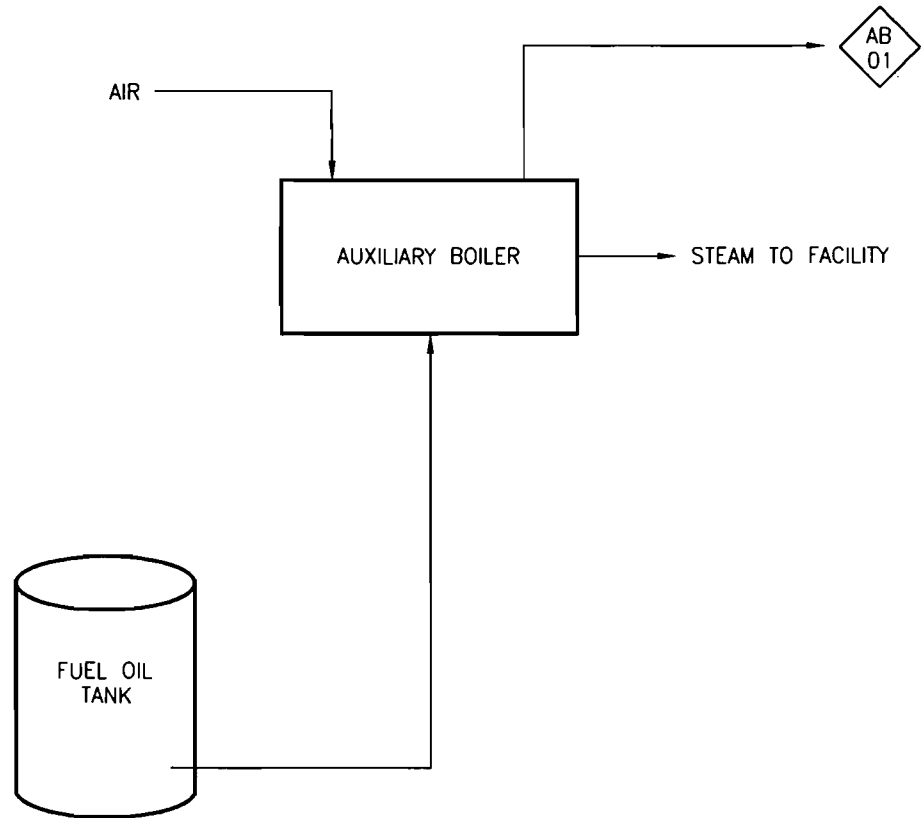 AB
01
AIR
AUXILIARY BOILER
STEAM TO FACILITY
FUEL OIL
TANK